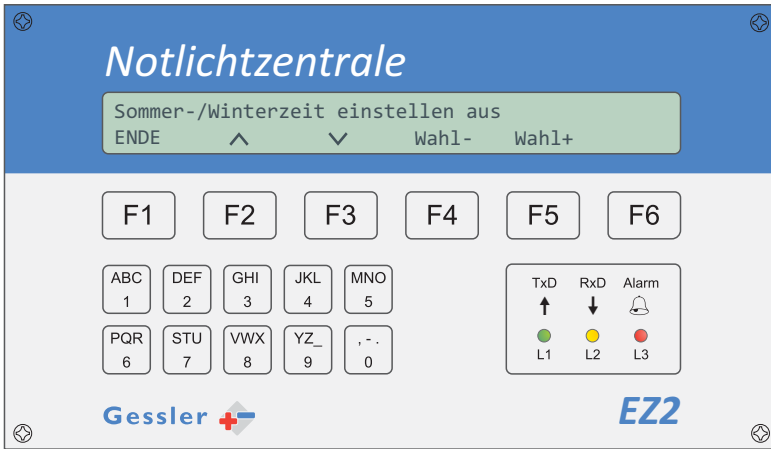 Notlichtzentrale
Sommer-/Winterzeit einstellen aus
ENDE Wahl- Wahl+
F1 F2 F3 F4 F5 F6
ABC DEF GHI JKL MNO
1 2 3 4 5
PQR STU VWX YZ_ , - .
6 7 8 9 0
TxD RxD Alarm
L1 L2 L3
Gessler
EZ2